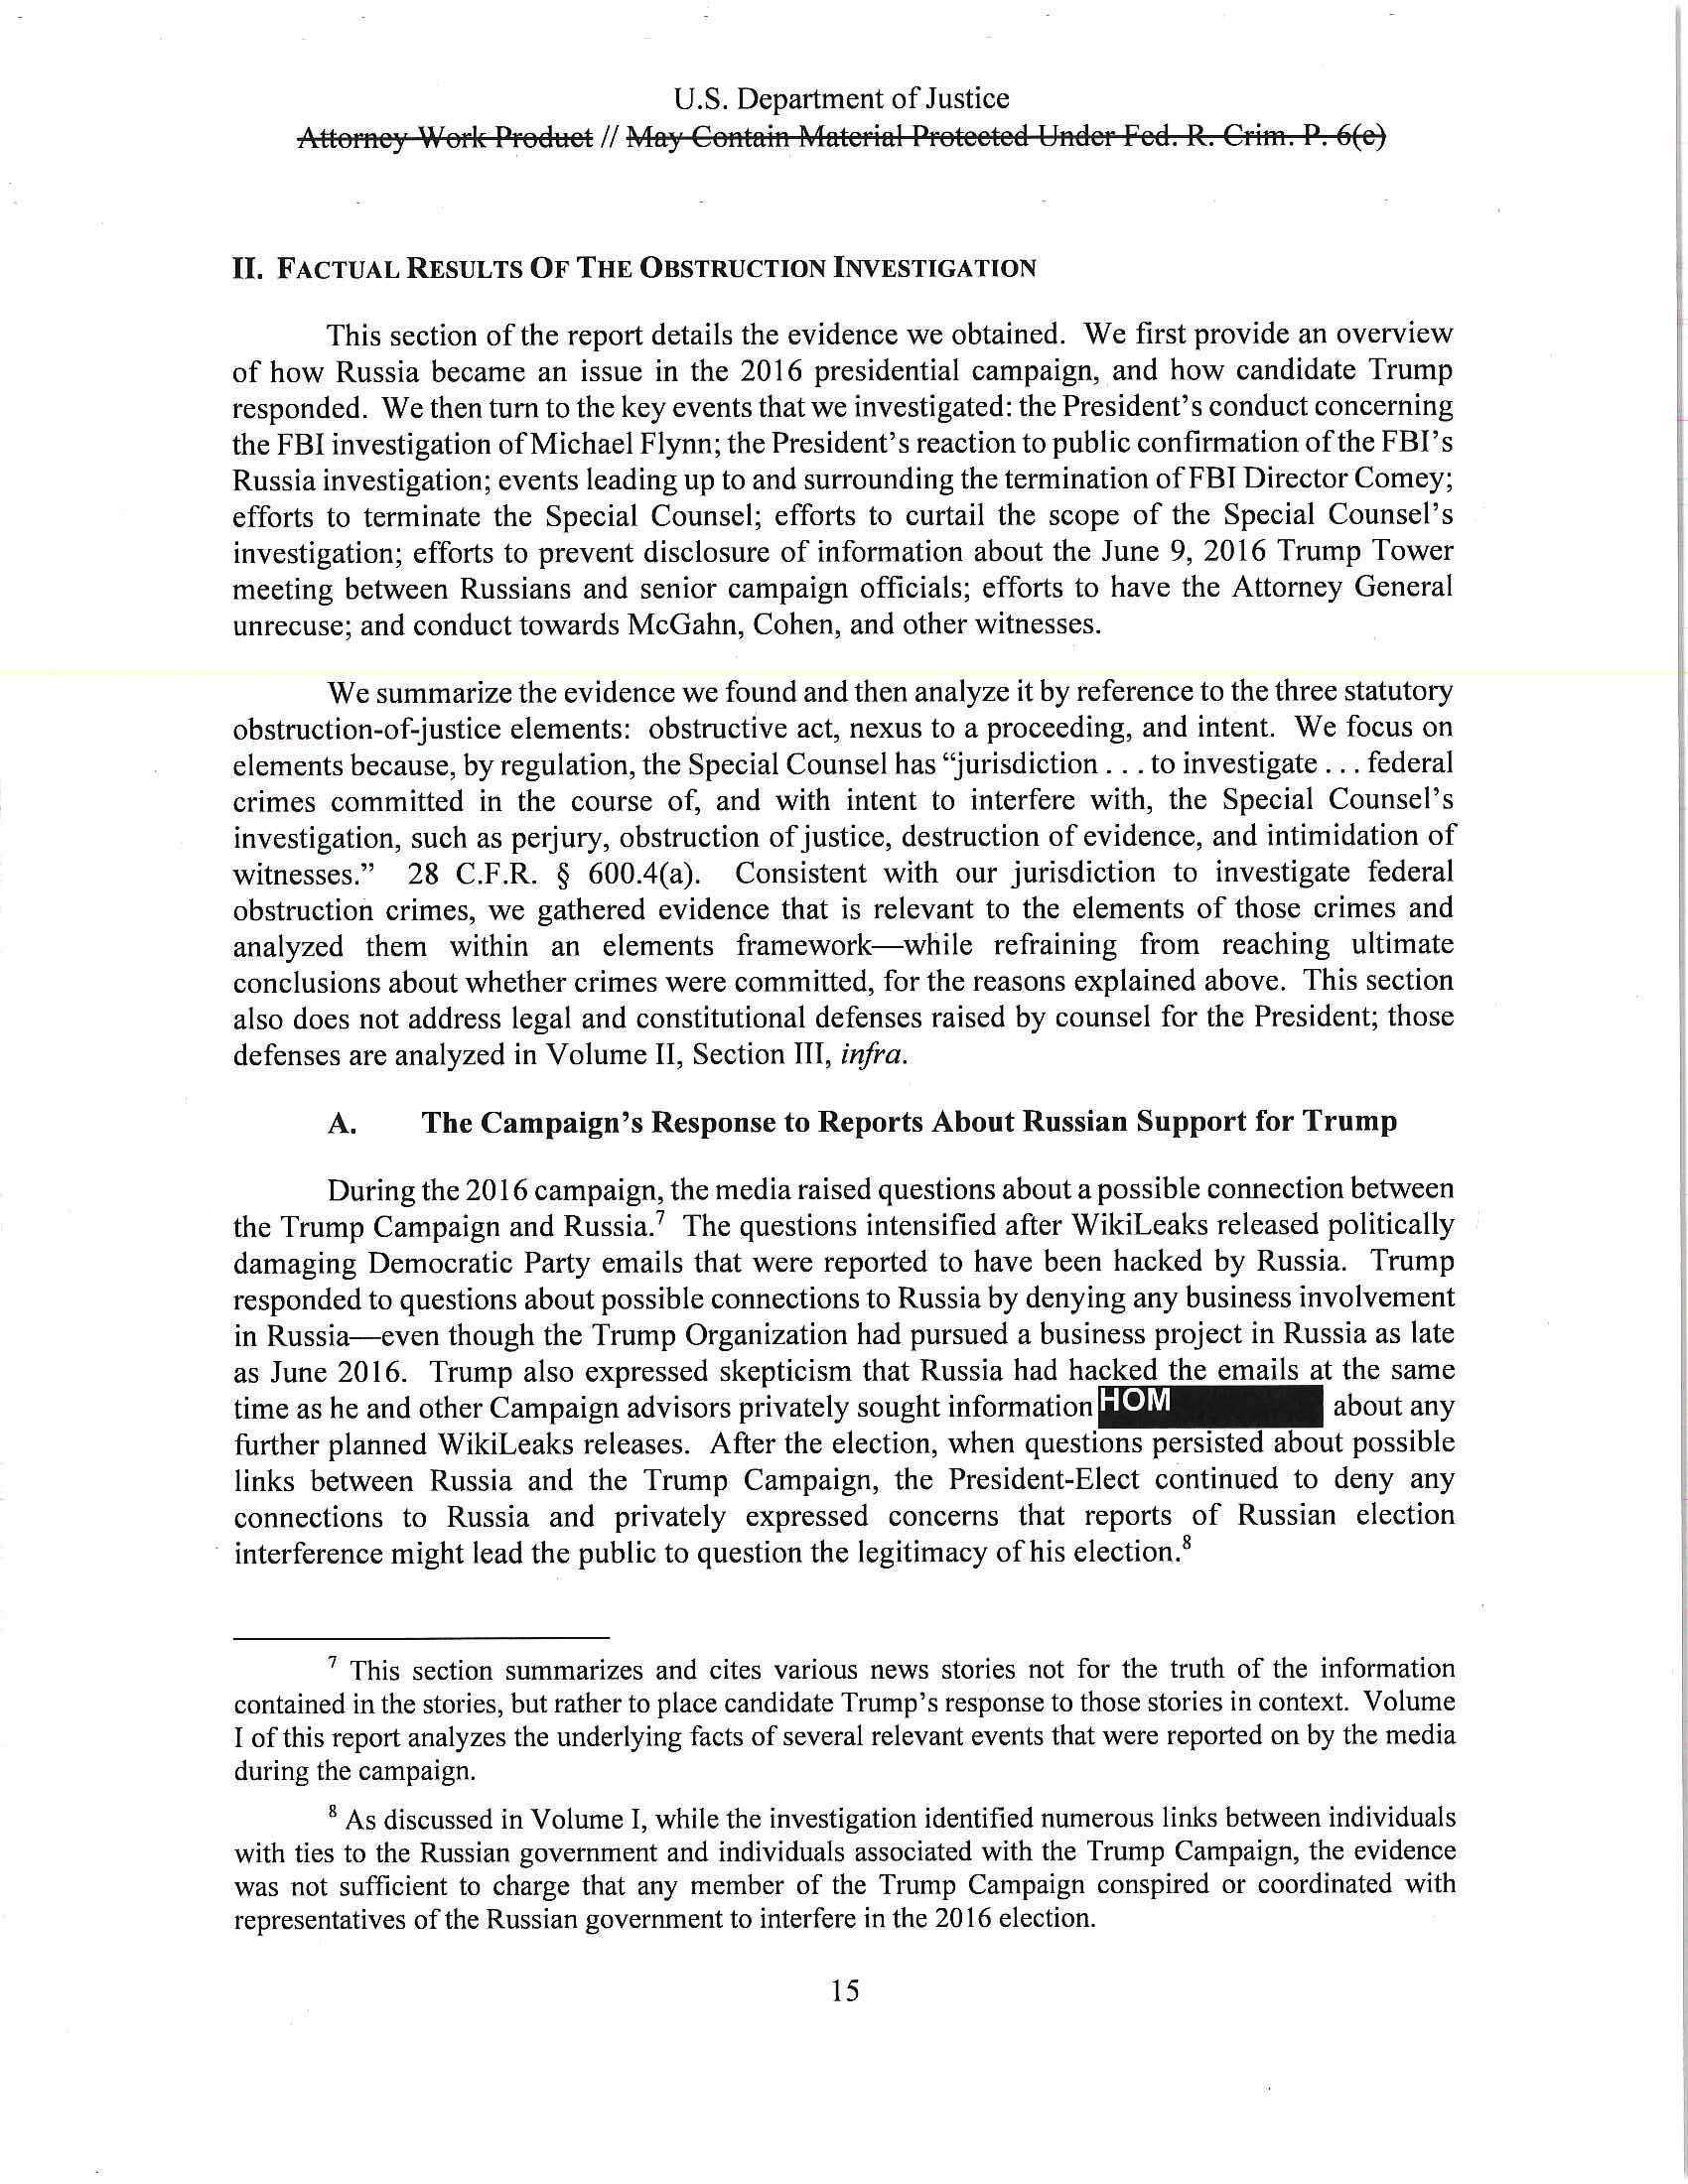 U.S. Department of Justice
Attorney Work Product // May Contain Material Protected Under Fed. R. Crim. P. 6(e)
II. FACTUAL RESULTS OF THE OBSTRUCTION INVESTIGATION
This section of the report details the evidence we obtained. We first provide an overview
of how Russia became an issue in the 2016 presidential campaign, and how candidate Trump
responded. We then turn to the key events that we investigated: the President's conduct concerning
the FBI investigation of Michael Flynn; the President's reaction to public confirmation of the FBI's
Russia investigation; events leading up to and surrounding the termination of FBI Director Comey;
efforts to terminate the Special Counsel; efforts to curtail the scope of the Special Counsel's
investigation; efforts to prevent disclosure of information about the June 9, 2016 Trump Tower
meeting between Russians and senior campaign officials; efforts to have the Attorney General
unrecuse; and conduct towards McGahn, Cohen, and other witnesses.
We summarize the evidence we found and then analyze it by reference to the three statutory
obstruction-of-justice elements: obstructive act, nexus to a proceeding, and intent. We focus on
elements because, by regulation, the Special Counsel has “jurisdiction . . . to investigate . . . federal
crimes committed in the course of, and with intent to interfere with, the Special Counsel's
investigation, such as perjury, obstruction of justice, destruction of evidence, and intimidation of
witnesses.” 28 C.F.R. § 600.4(a). Consistent with our jurisdiction to investigate federal
obstruction crimes, we gathered evidence that is relevant to the elements of those crimes and
analyzed them within an elements framework—while refraining from reaching ultimate
conclusions about whether crimes were committed, for the reasons explained above. This section
also does not address legal and constitutional defenses raised by counsel for the President; those
defenses are analyzed in Volume II, Section III, infra.
A. The Campaign's Response to Reports About Russian Support for Trump
During the 2016 campaign, the media raised questions about a possible connection between
the Trump Campaign and Russia.7 The questions intensified after WikiLeaks released politically
damaging Democratic Party emails that were reported to have been hacked by Russia. Trump
responded to questions about possible connections to Russia by denying any business involvement
in Russia—even though the Trump Organization had pursued a business project in Russia as late
as June 2016. Trump also expressed skepticism that Russia had hacked the emails at the same
time as he and other Campaign advisors privately sought information HOM about any
further planned WikiLeaks releases. After the election, when questions persisted about possible
links between Russia and the Trump Campaign, the President-Elect continued to deny any
connections to Russia and privately expressed concerns that reports of Russian election
interference might lead the public to question the legitimacy of his election.8
7 This section summarizes and cites various news stories not for the truth of the information
contained in the stories, but rather to place candidate Trump's response to those stories in context. Volume
I of this report analyzes the underlying facts of several relevant events that were reported on by the media
during the campaign.
8 As discussed in Volume I, while the investigation identified numerous links between individuals
with ties to the Russian government and individuals associated with the Trump Campaign, the evidence
was not sufficient to charge that any member of the Trump Campaign conspired or coordinated with
representatives of the Russian government to interfere in the 2016 election.
15